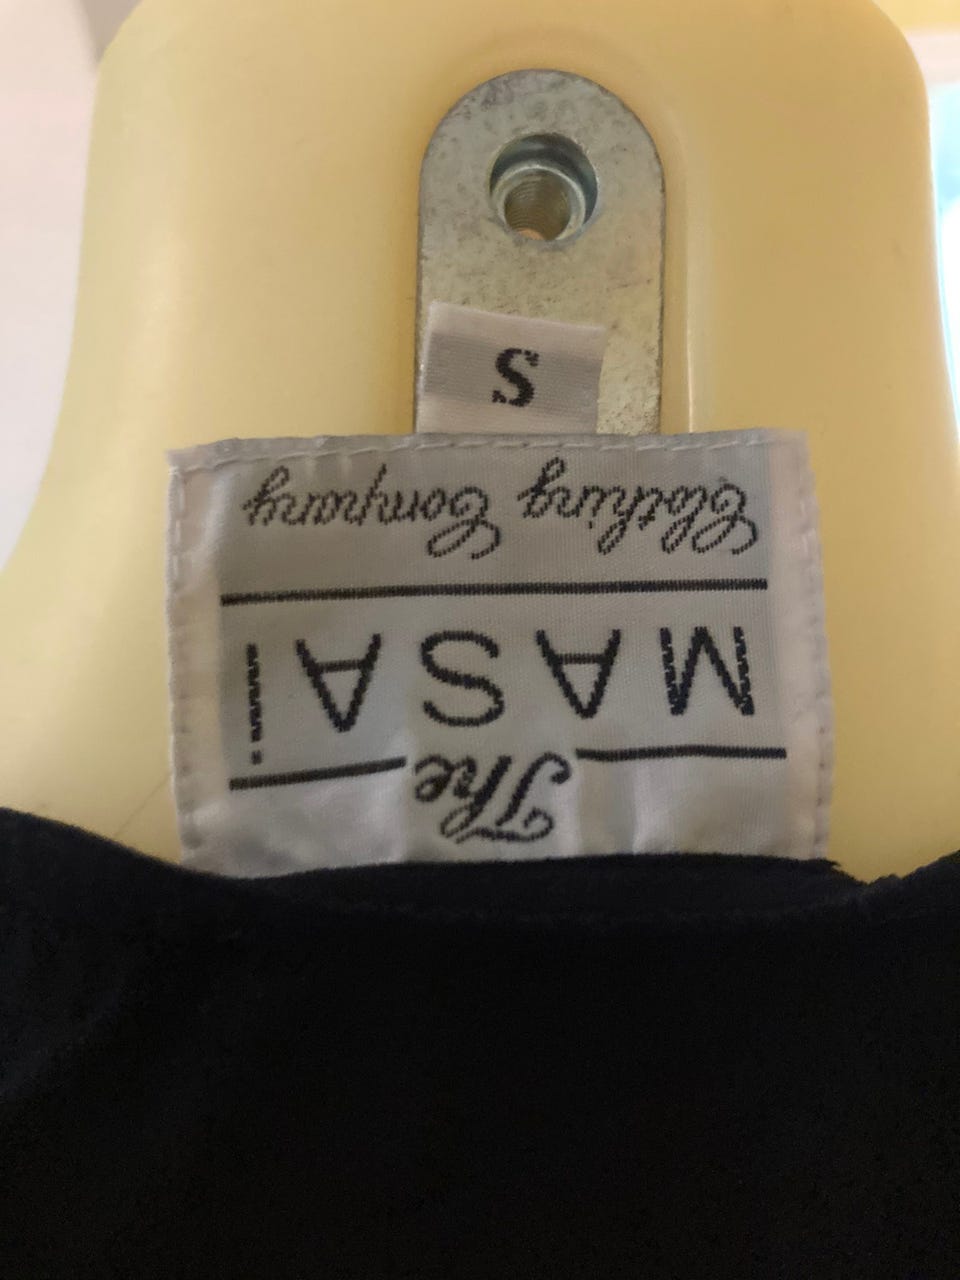 The
MASAi
Clothing Company
S